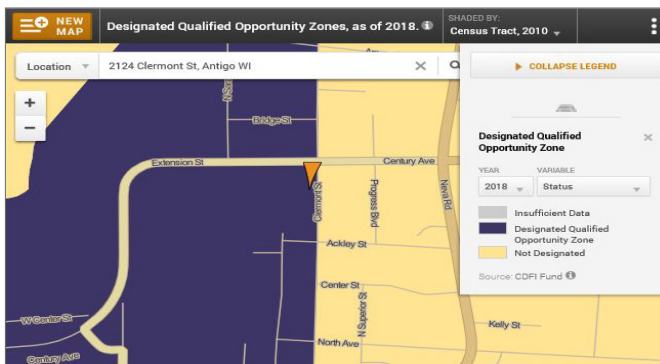 NEW
MAP
Designated Qualified Opportunity Zones, as of 2018.
SHADED BY:
Census Tract, 2010
Location
2124 Clermont St, Antigo WI
COLLAPSE LEGEND
Designated Qualified
Opportunity Zone
YEAR
VARIABLE
2018
Status
Insufficient Data
Designated Qualified
Opportunity Zone
Not Designated
Source: CDFI Fund
Bridge St
Extension St
Century Ave
Clermont St
Progress Blvd
Neva Rd
Ackley St
Center St
N Superior St
W Center St
Kelly St
North Ave
Century Ave